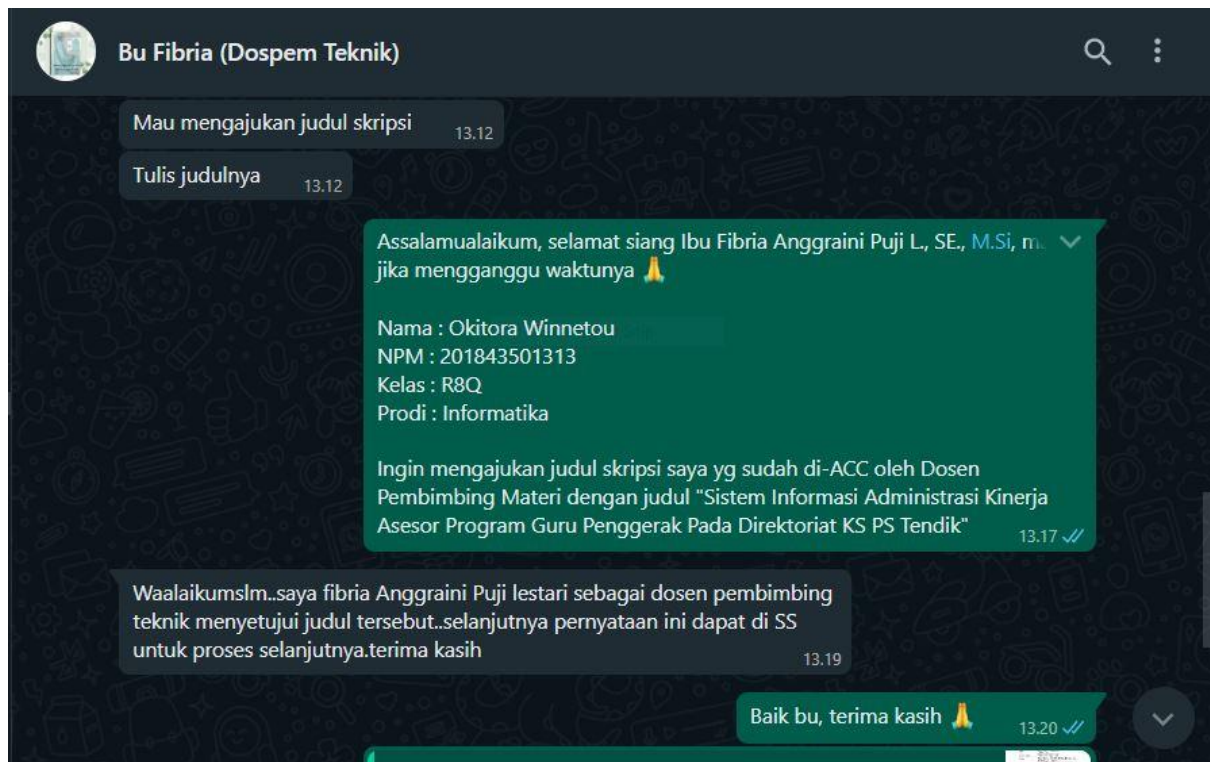 Bu Fibria (Dospem Teknik)
Mau mengajukan judul skripsi 13.12
Tulis judulnya 13.12
Assalamualaikum, selamat siang Ibu Fibria Anggraini Puji L., SE., M.Si,
jika mengganggu waktunya 🙏
Nama : Okitora Winnetou
NPM : 201843501313
Kelas : R8Q
Prodi : Informatika
Ingin mengajukan judul skripsi saya yg sudah di-ACC oleh Dosen
Pembimbing Materi dengan judul "Sistem Informasi Administrasi Kinerja
Asesor Program Guru Penggerak Pada Direktoriat KS PS Tendik" 13.17
Waalaikumslm..saya fibria Anggraini Puji lestari sebagai dosen pembimbing
teknik menyetujui judul tersebut..selanjutnya pernyataan ini dapat di SS
untuk proses selanjutnya.terima kasih 13.19
Baik bu, terima kasih 🙏 13.20